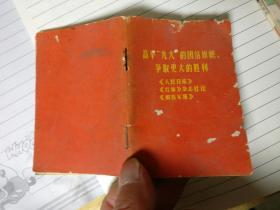 高举“九大”的团结旗帜，
争取更大的胜利
《人民日报》
《红旗》杂志社论
《解放军报》